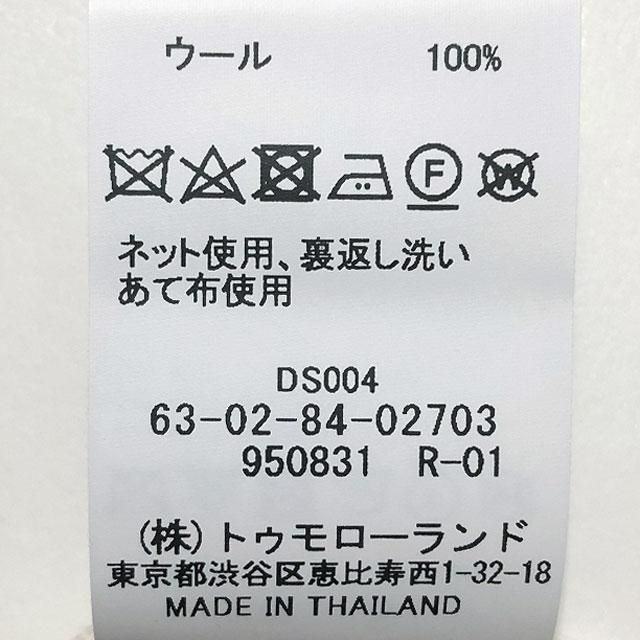 ウール 100%
F W
ネット使用、裏返し洗い
あて布使用
DS004
63-02-84-02703
950831 R-01
(株)トゥモローランド
東京都渋谷区恵比寿西1-32-18
MADE IN THAILAND